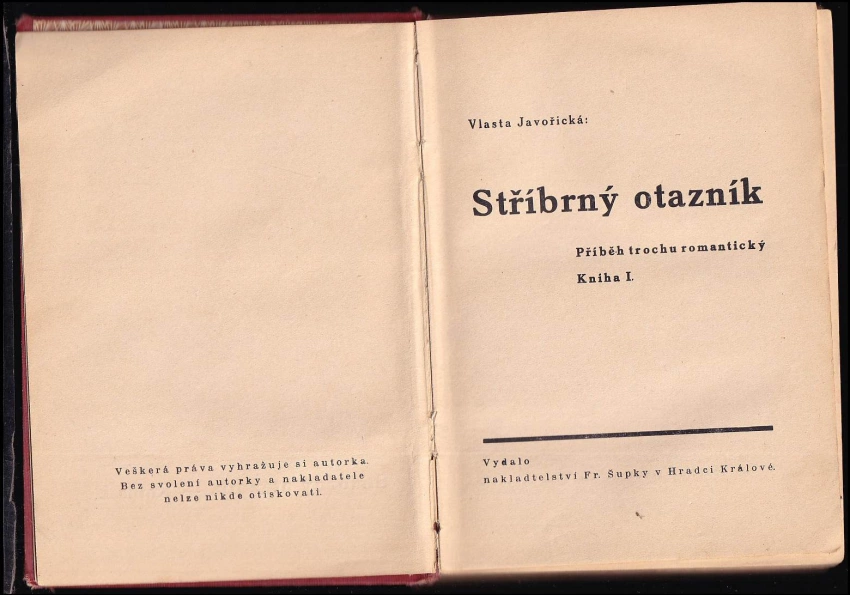 Veškerá práva vyhražuje si autorka.
Bez svolení autorky a nakladatele
nelze nikde otiskovati.
Vlasta Javořická:
Stříbrný otazník
Příběh trochu romantický
Kniha I.
Vydalo
nakladtelství Fr. Šupky v Hradci Králové.